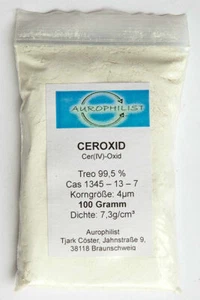 AUROPHILIST
CEROXID
Cer(IV)-Oxid
Treo 99,5 %
Cas 1345 – 13 – 7
Korngröße: 4µm
100 Gramm
Dichte: 7,3g/cm³
Aurophilist
Tjark Cöster, Jahnstraße 9,
38118 Braunschweig